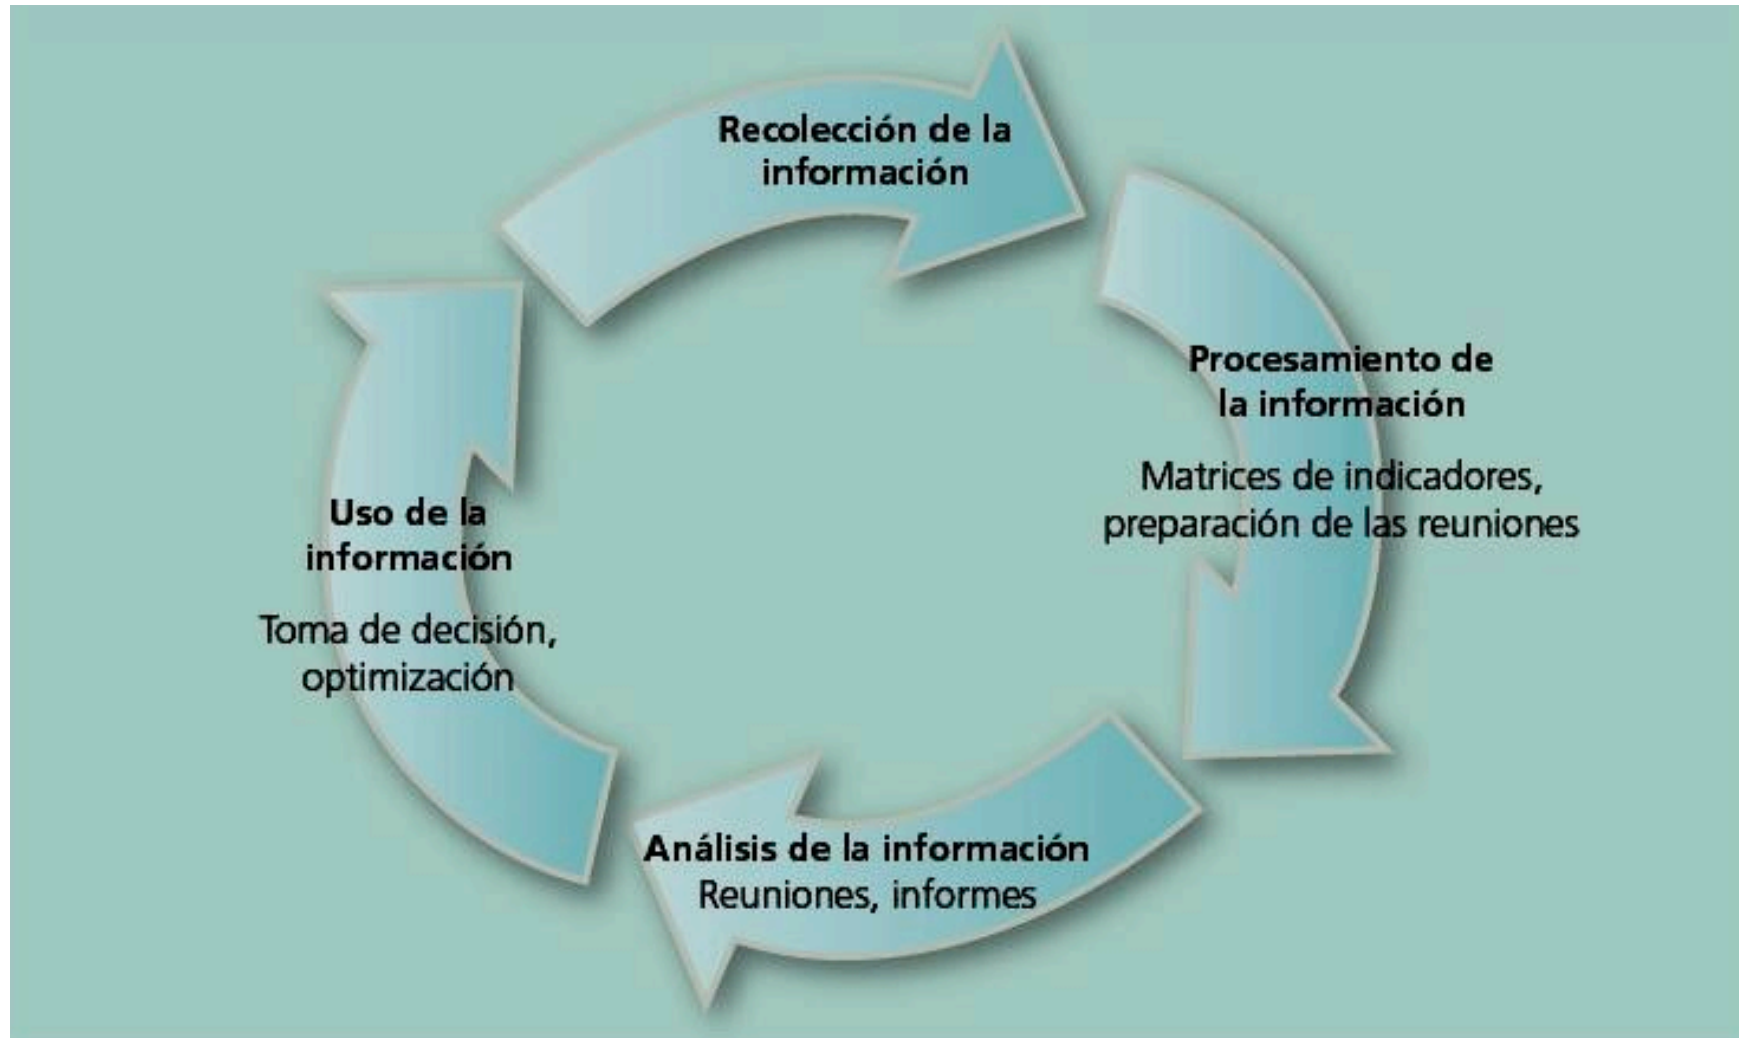 Recolección de la
información
Procesamiento de
la información
Matrices de indicadores,
preparación de las reuniones
Análisis de la información
Reuniones, informes
Uso de la
información
Toma de decisión,
optimización